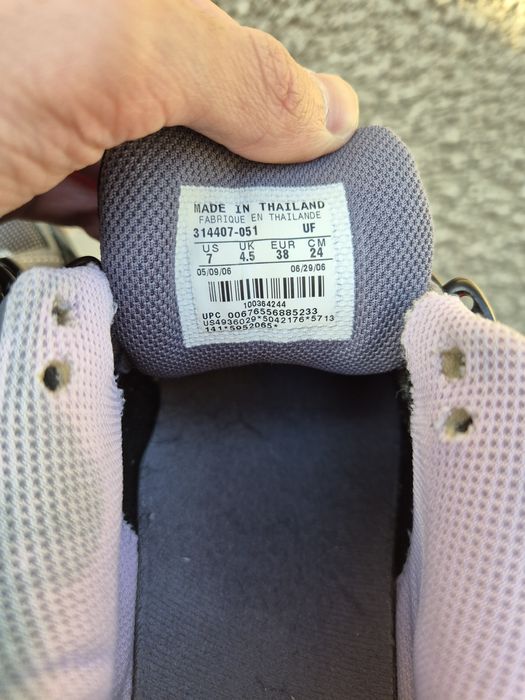 MADE IN THAILAND
FABRIQUE EN THAILANDE
314407-051 UF
US UK EUR CM
7 4.5 38 24
05/09/06 06/29/06
100364244
UPC 00676556885233
US4936029*5042176*5713
141*5952065*